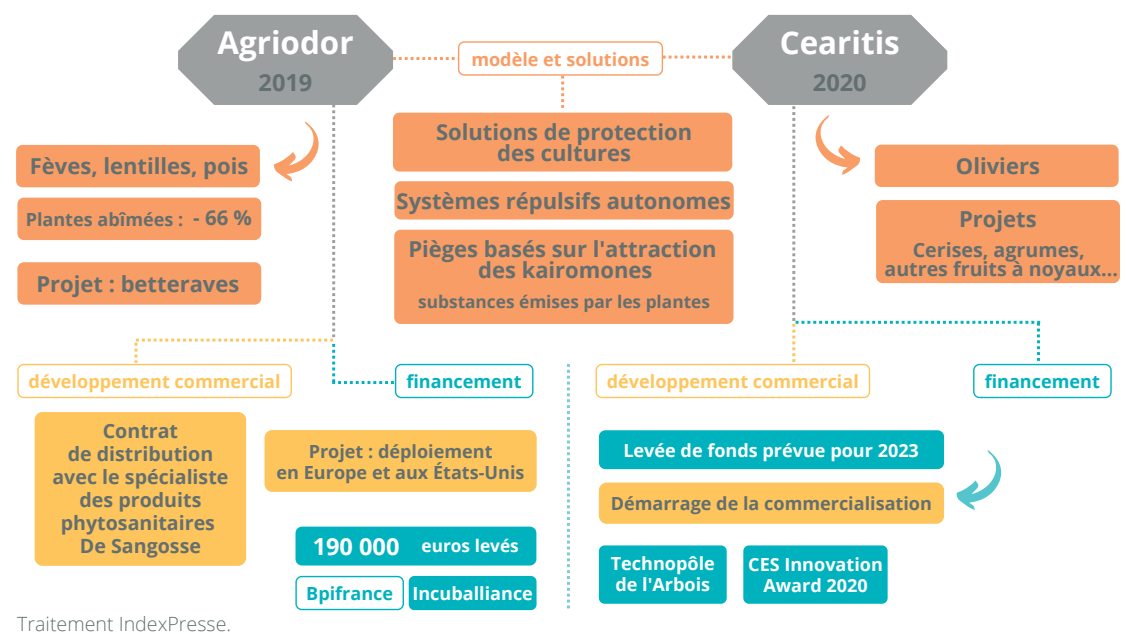 Agriodor
2019
modèle et solutions
Cearitis
2020
Fèves, lentilles, pois
Plantes abîmées : - 66 %
Projet : betteraves
Solutions de protection
des cultures
Systèmes répulsifs autonomes
Pièges basés sur l'attraction
des kairomones
substances émises par les plantes
Oliviers
Projets
Cerises, agrumes,
autres fruits à noyaux...
développement commercial
financement
Contrat
de distribution
avec le spécialiste
des produits
phytosanitaires
De Sangosse
Projet : déploiement
en Europe et aux États-Unis
190 000 euros levés
Bpifrance
Incuballiance
développement commercial
financement
Levée de fonds prévue pour 2023
Démarrage de la commercialisation
Technopôle
de l'Arbois
CES Innovation
Award 2020
Traitement IndexPresse.